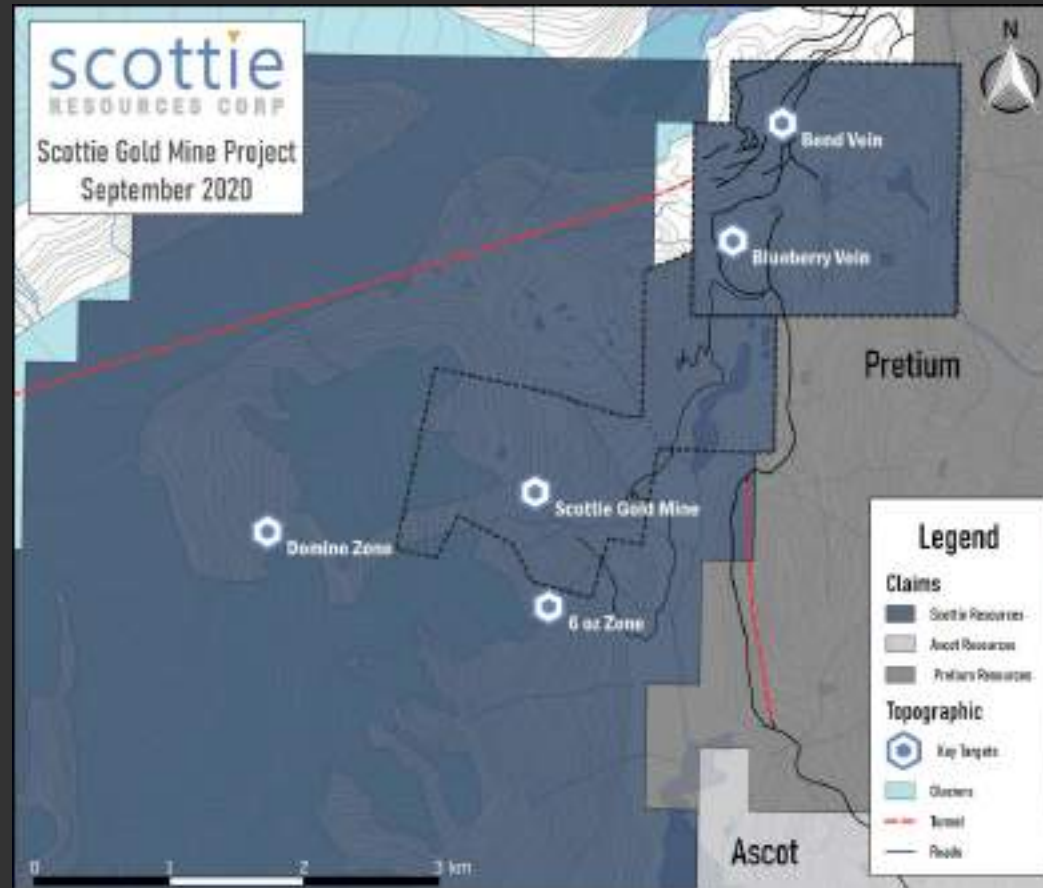 scottie
RESOURCES CORP
Scottie Gold Mine Project
September 2020
N
Bend Vein
Blueberry Vein
Pretium
Scottie Gold Mine
Domino Zone
6 oz Zone
Legend
Claims
Scottie Resources
Ascot Resources
Pretium Resources
Topographic
Key Targets
Glaciers
Tunnel
Roads
Ascot
0 1 2 3 km